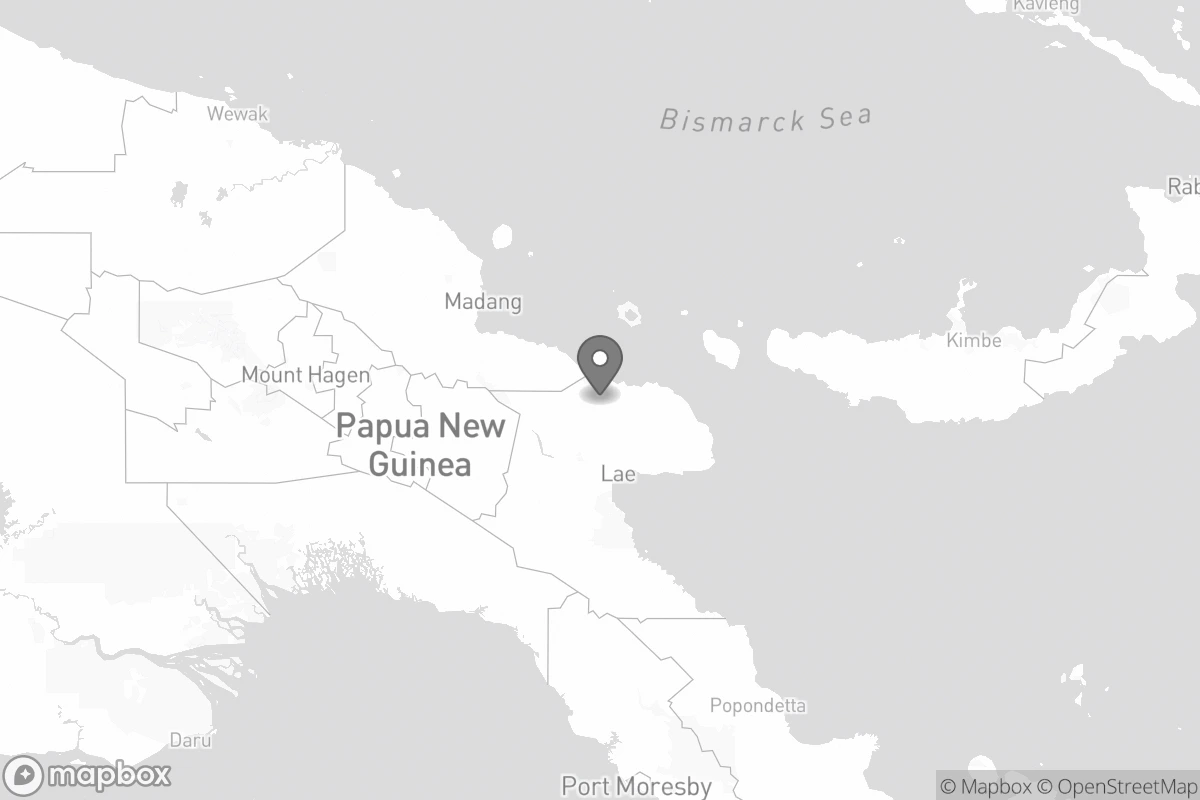 Kavieng
Wewak
Bismarck Sea
Rab
Madang
Kimbe
Mount Hagen
Papua New
Guinea
Lae
Popondetta
Daru
mapbox
Port Moresby
© Mapbox © OpenStreetMap